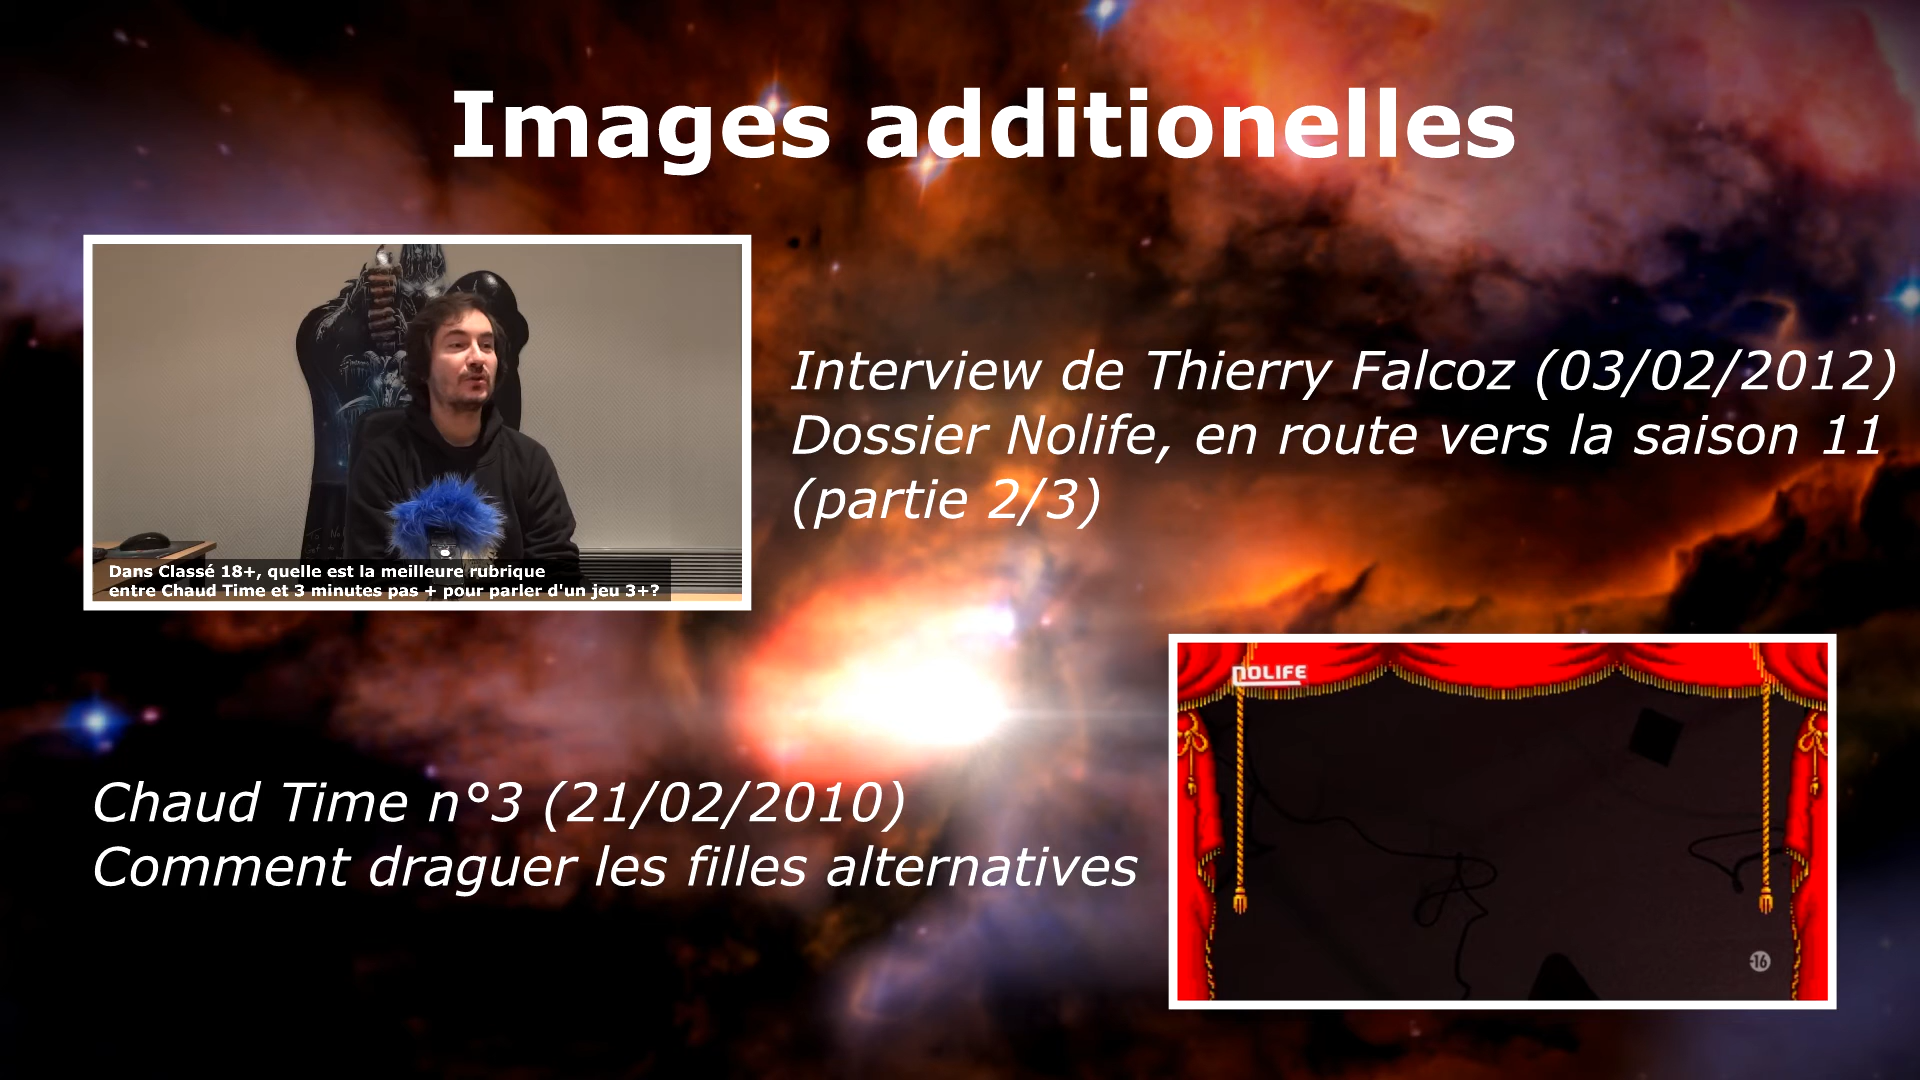 Images additionelles
Dans Classé 18+, quelle est la meilleure rubrique
entre Chaud Time et 3 minutes pas + pour parler d'un jeu 3+?
Interview de Thierry Falcoz (03/02/2012)
Dossier Nolife, en route vers la saison 11
(partie 2/3)
Chaud Time n°3 (21/02/2010)
Comment draguer les filles alternatives
NOLIFE
-16